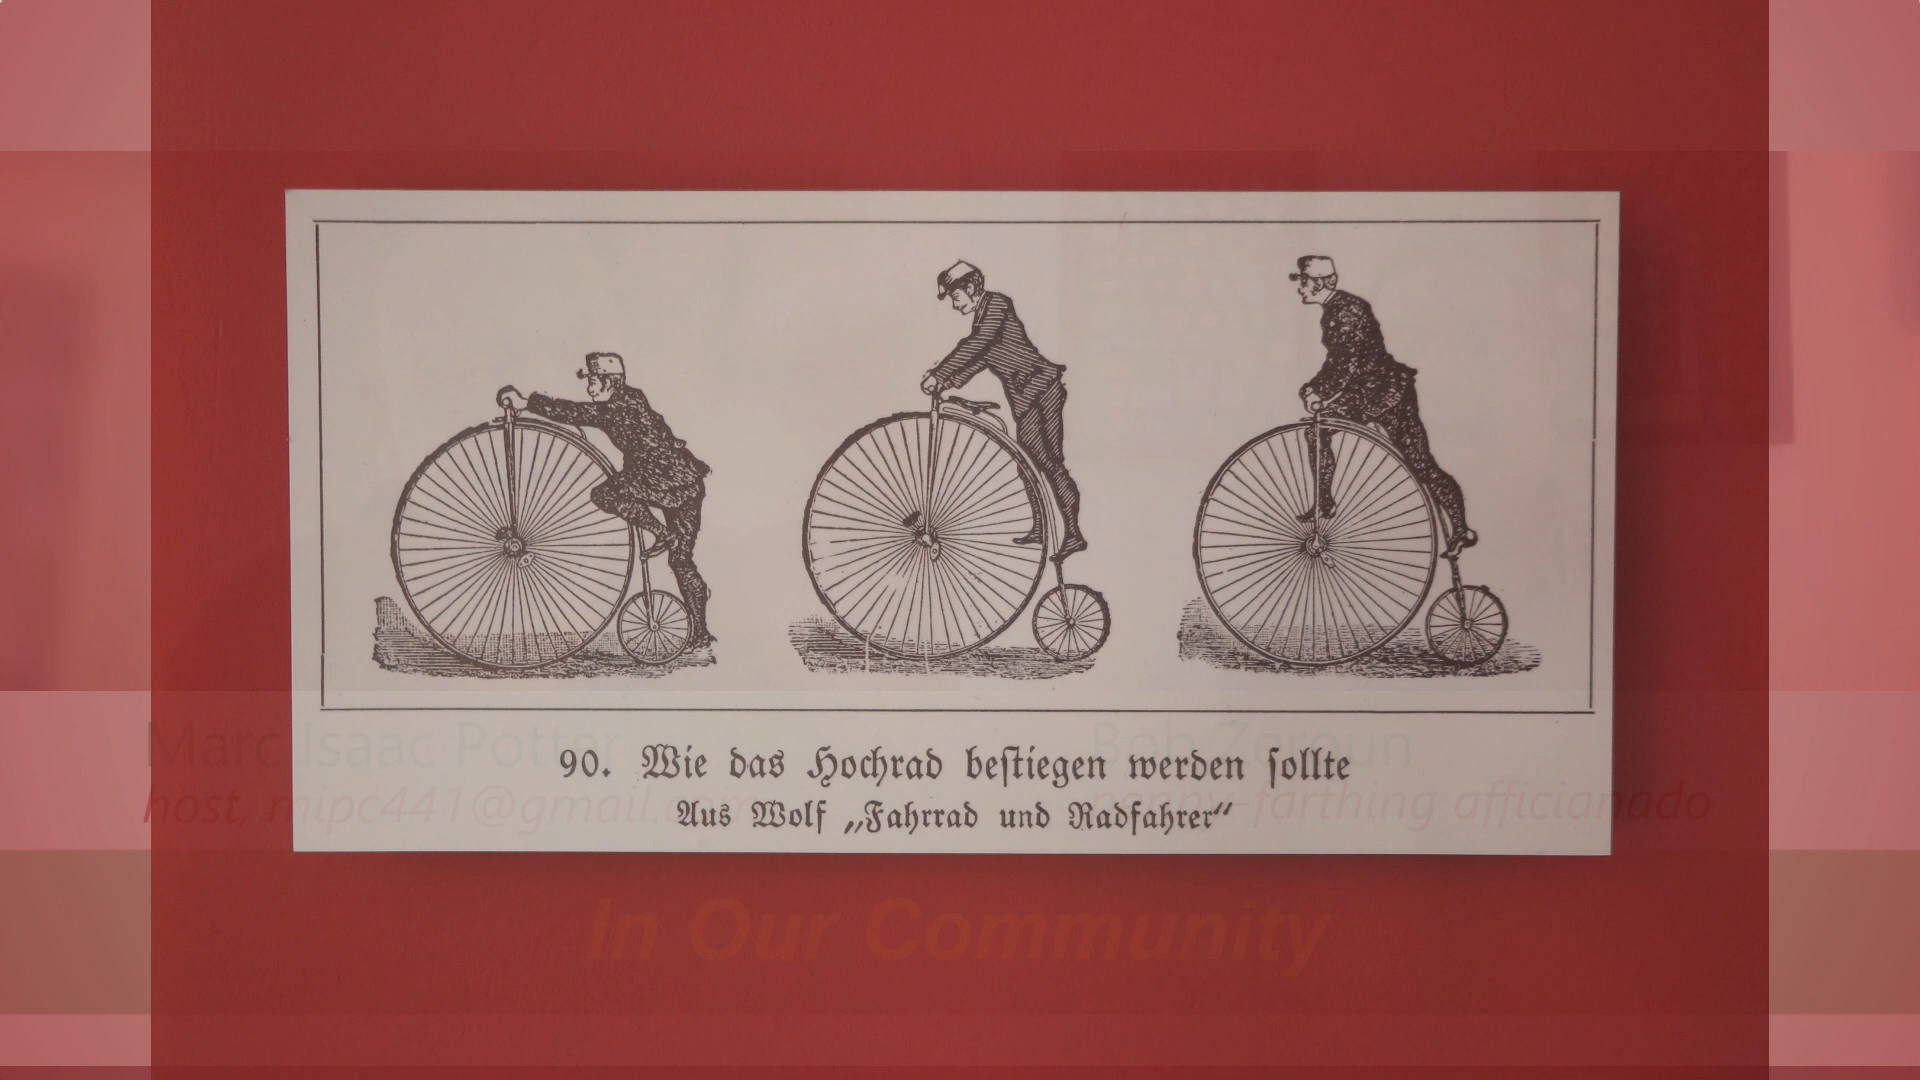 90. Wie das Hochrad bestiegen werden sollte
Aus Wolf „Fahrrad und Radfahrer“
Marc Isaac Potter
host, mipc441@gmail.com
Bob Zeroun
penny-farthing afficianado
In Our Community